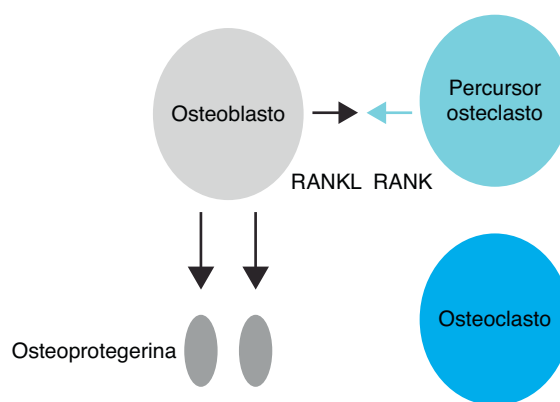 Osteoblasto
Percursor
osteclasto
RANKL RANK
Osteoclasto
Osteoprotegerina